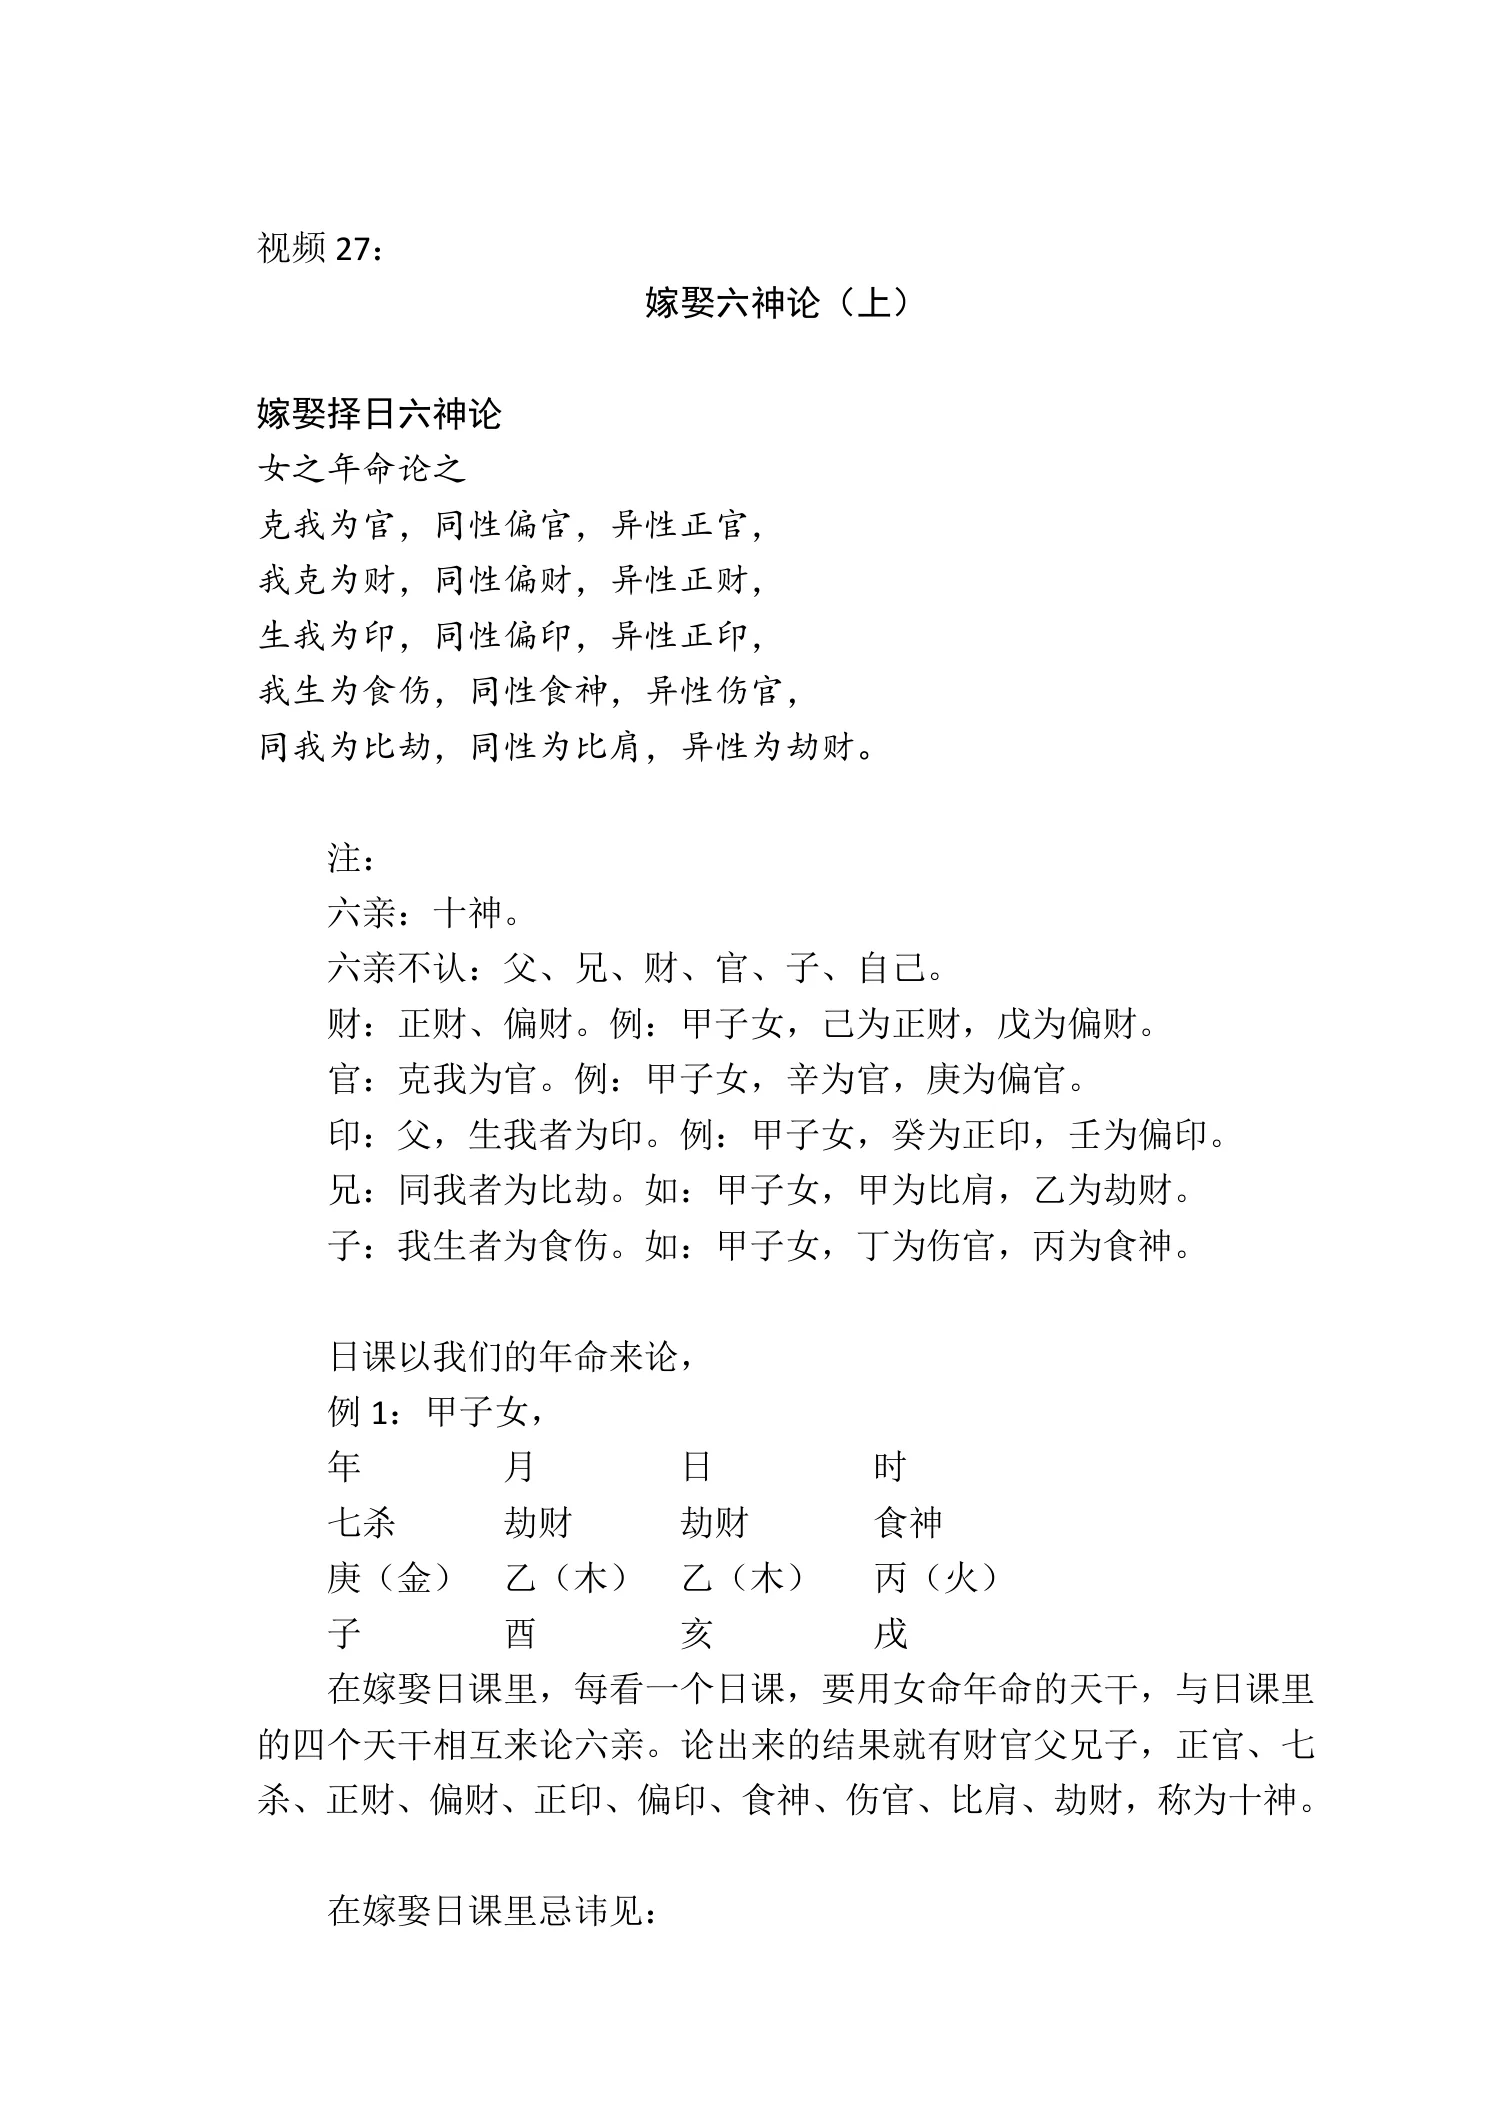 视频 27：
嫁娶六神论（上）
嫁娶择日六神论
女之年命论之
克我为官，同性偏官，异性正官，
我克为财，同性偏财，异性正财，
生我为印，同性偏印，异性正印，
我生为食伤，同性食神，异性伤官，
同我为比劫，同性为比肩，异性为劫财。
注：
六亲：十神。
六亲不认：父、兄、财、官、子、自己。
财：正财、偏财。例：甲子女，己为正财，戊为偏财。
官：克我为官。例：甲子女，辛为官，庚为偏官。
印：父，生我者为印。例：甲子女，癸为正印，壬为偏印。
兄：同我者为比劫。如：甲子女，甲为比肩，乙为劫财。
子：我生者为食伤。如：甲子女，丁为伤官，丙为食神。
日课以我们的年命来论，
例 1：甲子女，
年 月 日 时
七杀 劫财 劫财 食神
庚（金） 乙（木） 乙（木） 丙（火）
子 酉 亥 戌
在嫁娶日课里，每看一个日课，要用女命年命的天干，与日课里
的四个天干相互来论六亲。论出来的结果就有财官父兄子，正官、七
杀、正财、偏财、正印、偏印、食神、伤官、比肩、劫财，称为十神。
在嫁娶日课里忌讳见：